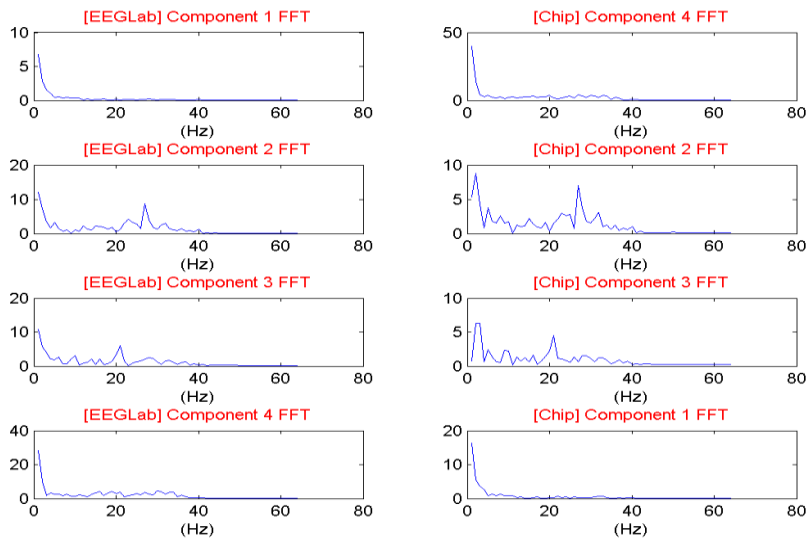 [EEGLab] Component 1 FFT
10
5
0
0 20 40 60 80
(Hz)
[Chip] Component 4 FFT
50
0
0 20 40 60 80
(Hz)
[EEGLab] Component 2 FFT
20
10
0
0 20 40 60 80
(Hz)
[Chip] Component 2 FFT
10
5
0
0 20 40 60 80
(Hz)
[EEGLab] Component 3 FFT
20
10
0
0 20 40 60 80
(Hz)
[Chip] Component 3 FFT
10
5
0
0 20 40 60 80
(Hz)
[EEGLab] Component 4 FFT
40
20
0
0 20 40 60 80
(Hz)
[Chip] Component 1 FFT
20
10
0
0 20 40 60 80
(Hz)